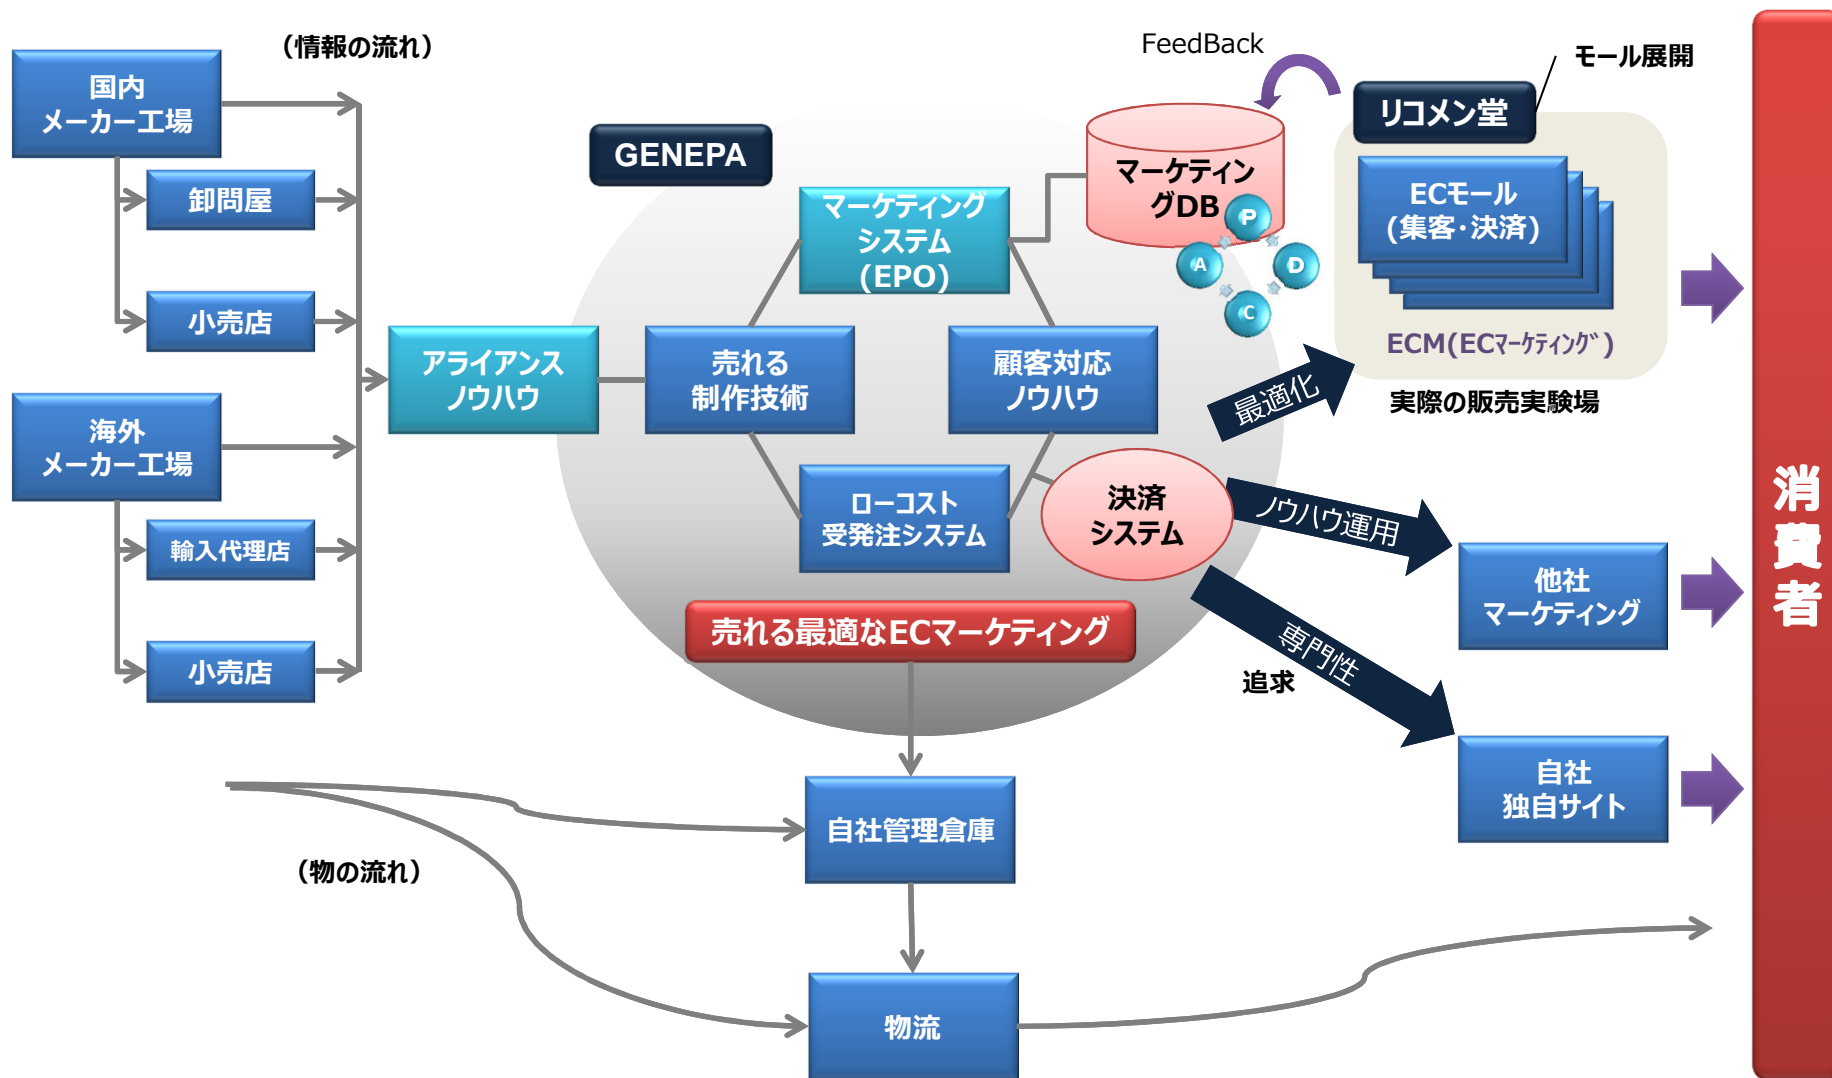 （情報の流れ）
国内
メーカー工場
卸問屋
小売店
海外
メーカー工場
輸入代理店
小売店
アライアンス
ノウハウ
GENEPA
マーケティング
システム
(EPO)
売れる
制作技術
顧客対応
ノウハウ
ローコスト
受発注システム
決済
システム
売れる最適なECマーケティング
FeedBack
マーケティン
グDB
P
A
D
C
モール展開
リコメン堂
ECモール
(集客・決済)
ECM(ECﾏｰｹﾃｨﾝｸﾞ)
実際の販売実験場
最適化
ノウハウ運用
専門性
追求
他社
マーケティング
自社
独自サイト
消費者
（物の流れ）
自社管理倉庫
物流